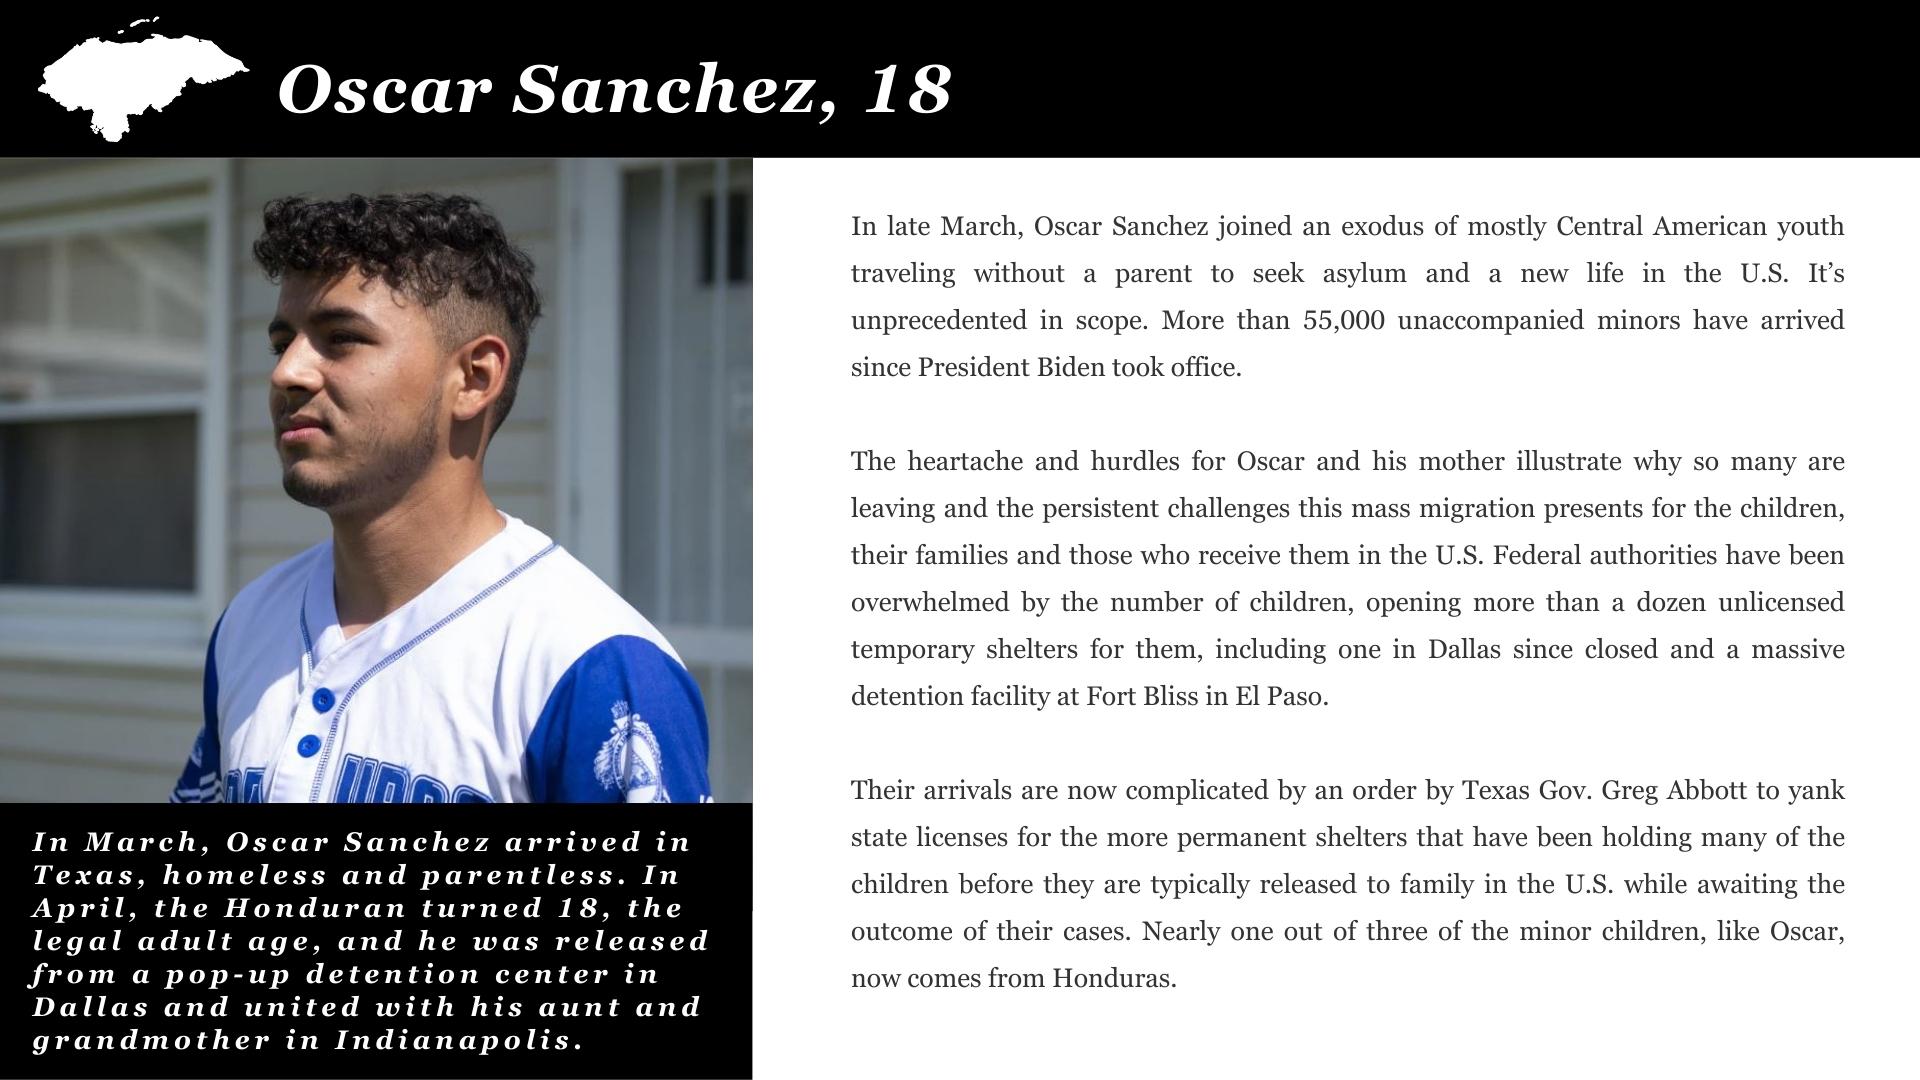 Oscar Sanchez, 18
In late March, Oscar Sanchez joined an exodus of mostly Central American youth
traveling without a parent to seek asylum and a new life in the U.S. It’s
unprecedented in scope. More than 55,000 unaccompanied minors have arrived
since President Biden took office.
The heartache and hurdles for Oscar and his mother illustrate why so many are
leaving and the persistent challenges this mass migration presents for the children,
their families and those who receive them in the U.S. Federal authorities have been
overwhelmed by the number of children, opening more than a dozen unlicensed
temporary shelters for them, including one in Dallas since closed and a massive
detention facility at Fort Bliss in El Paso.
Their arrivals are now complicated by an order by Texas Gov. Greg Abbott to yank
state licenses for the more permanent shelters that have been holding many of the
children before they are typically released to family in the U.S. while awaiting the
outcome of their cases. Nearly one out of three of the minor children, like Oscar,
now comes from Honduras.
In March, Oscar Sanchez arrived in
Texas, homeless and parentless. In
April, the Honduran turned 18, the
legal adult age, and he was released
from a pop-up detention center in
Dallas and united with his aunt and
grandmother in Indianapolis.